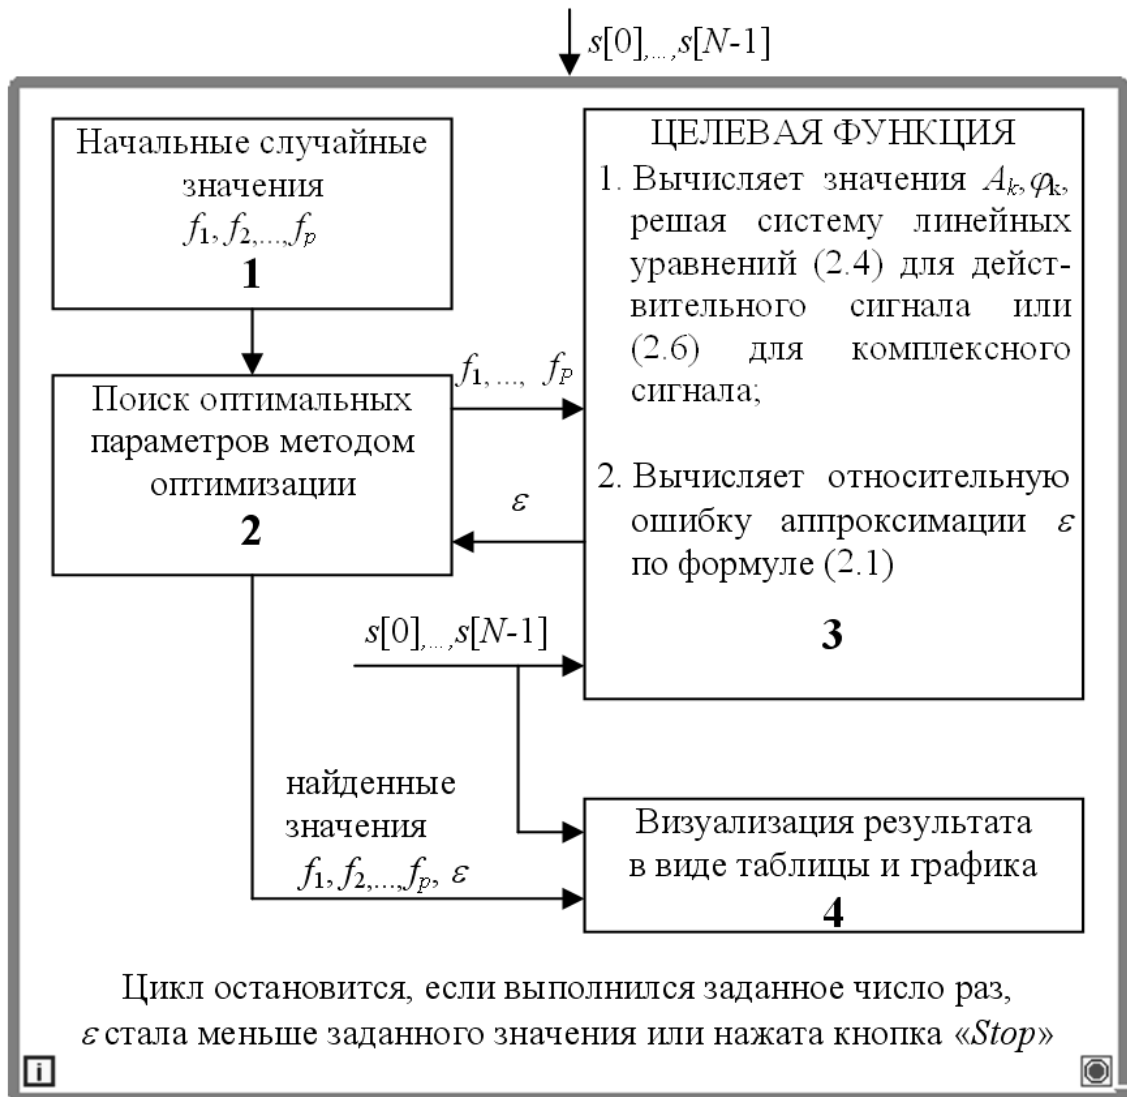 s[0],...,s[N-1]
Начальные случайные
значения
f1, f2,...,fp
1
ЦЕЛЕВАЯ ФУНКЦИЯ
1. Вычисляет значения Ak, φk,
решая систему линейных
уравнений (2.4) для дейст-
вительного сигнала или
(2.6) для комплексного
сигнала;
f1, ..., fP
Поиск оптимальных
параметров методом
оптимизации
2
ε
2. Вычисляет относительную
ошибку аппроксимации ε
по формуле (2.1)
3
s[0],...,s[N-1]
найденные
значения
f1, f2,...,fp, ε
Визуализация результата
в виде таблицы и графика
4
Цикл остановится, если выполнился заданное число раз,
ε стала меньше заданного значения или нажата кнопка «Stop»
i